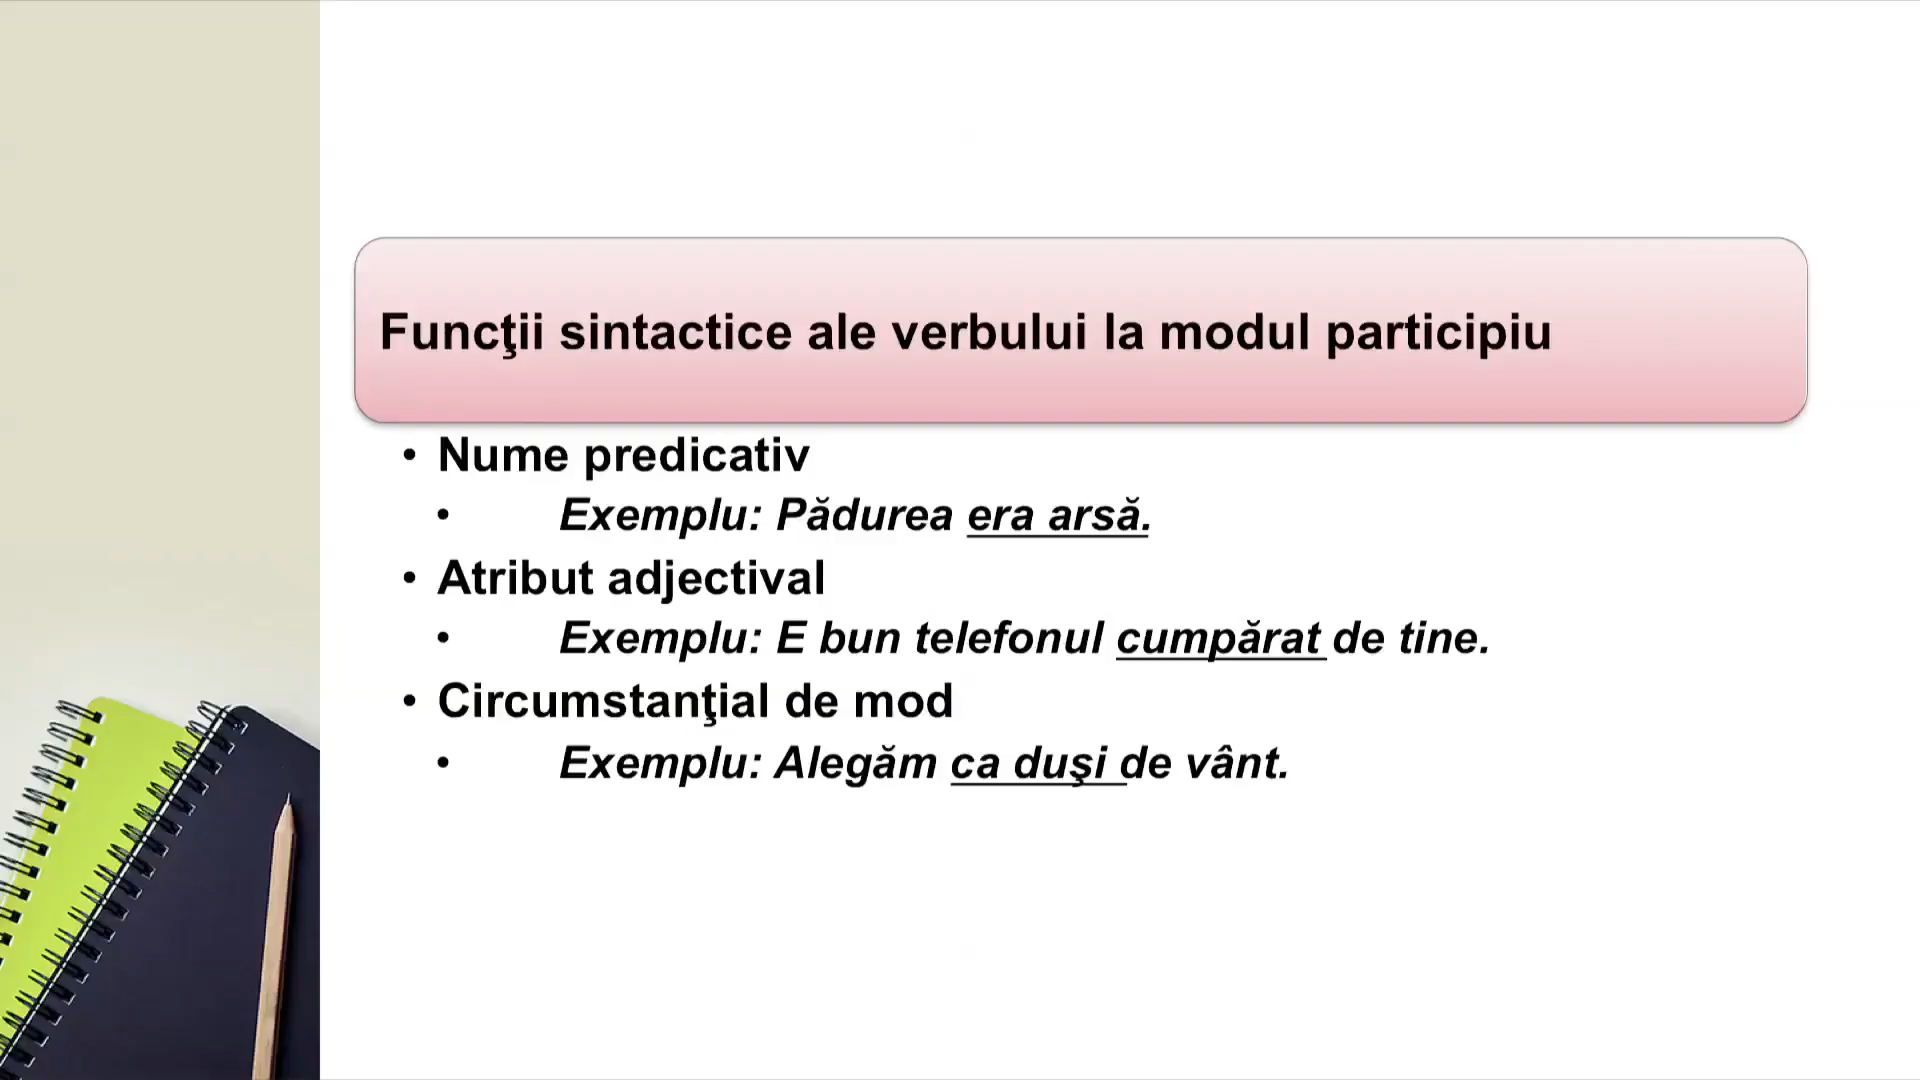 Funcţii sintactice ale verbului la modul participiu
• Nume predicativ
• Exemplu: Pădurea era arsă.
• Atribut adjectival
• Exemplu: E bun telefonul cumpărat de tine.
• Circumstanţial de mod
• Exemplu: Alegăm ca duşi de vânt.